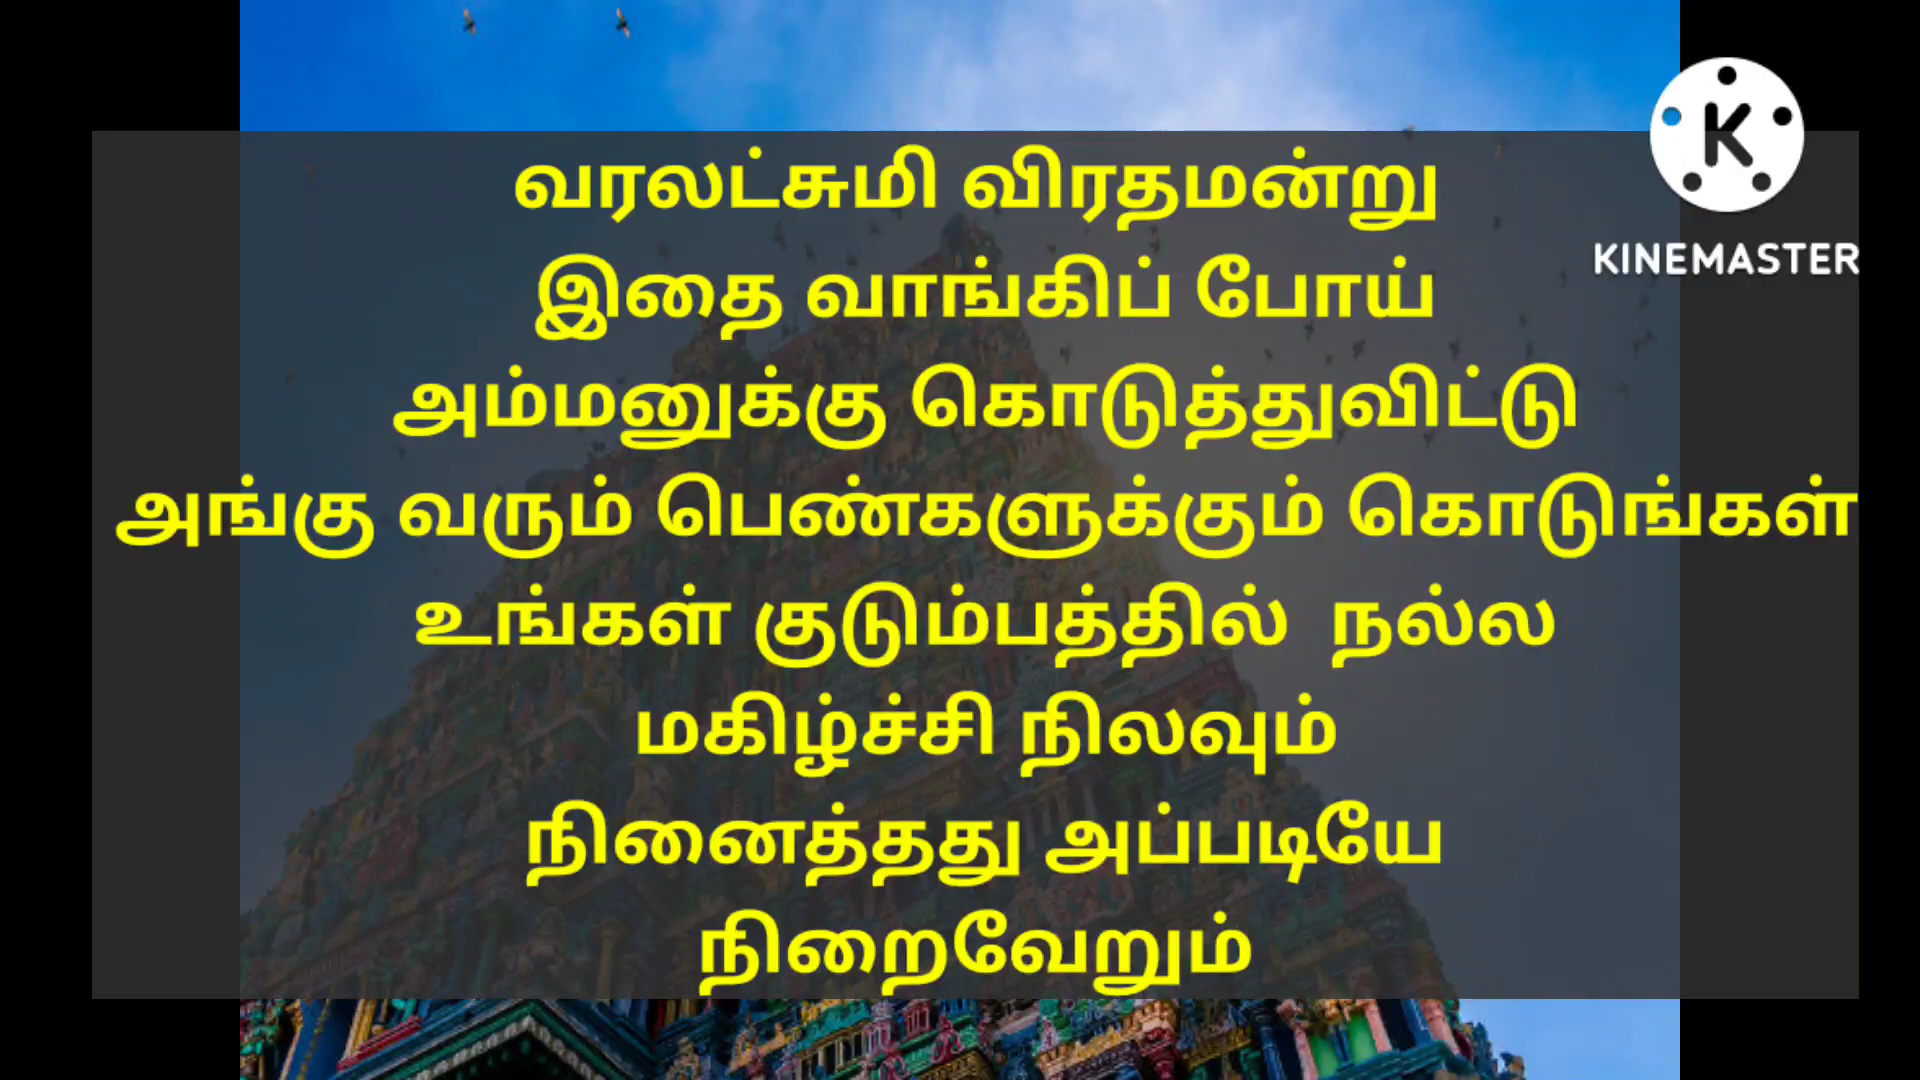 வரலட்சுமி விரதமன்று
இதை வாங்கிப் போய்
அம்மனுக்கு கொடுத்துவிட்டு
அங்கு வரும் பெண்களுக்கும் கொடுங்கள்
உங்கள் குடும்பத்தில் நல்ல
மகிழ்ச்சி நிலவும்
நினைத்தது அப்படியே
நிறைவேறும்
K
KINEMASTER